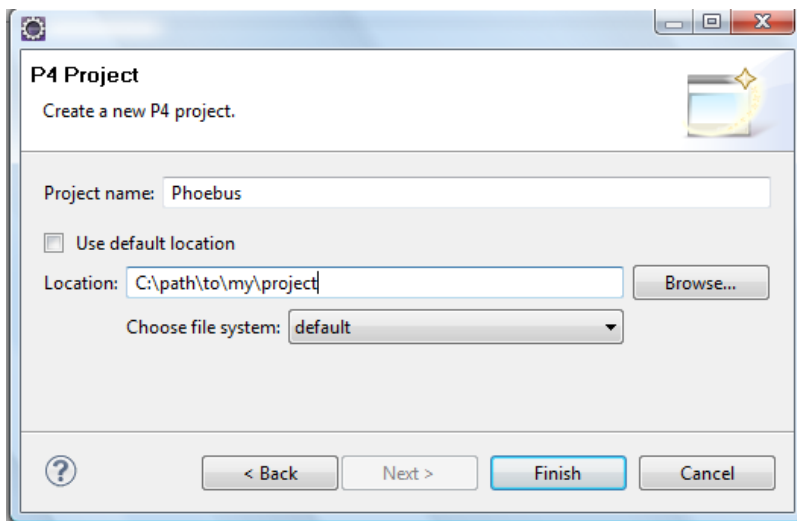 P4 Project
Create a new P4 project.
Project name: Phoebus
Use default location
Location: C:\path\to\my\project Browse...
Choose file system: default
? < Back Next > Finish Cancel